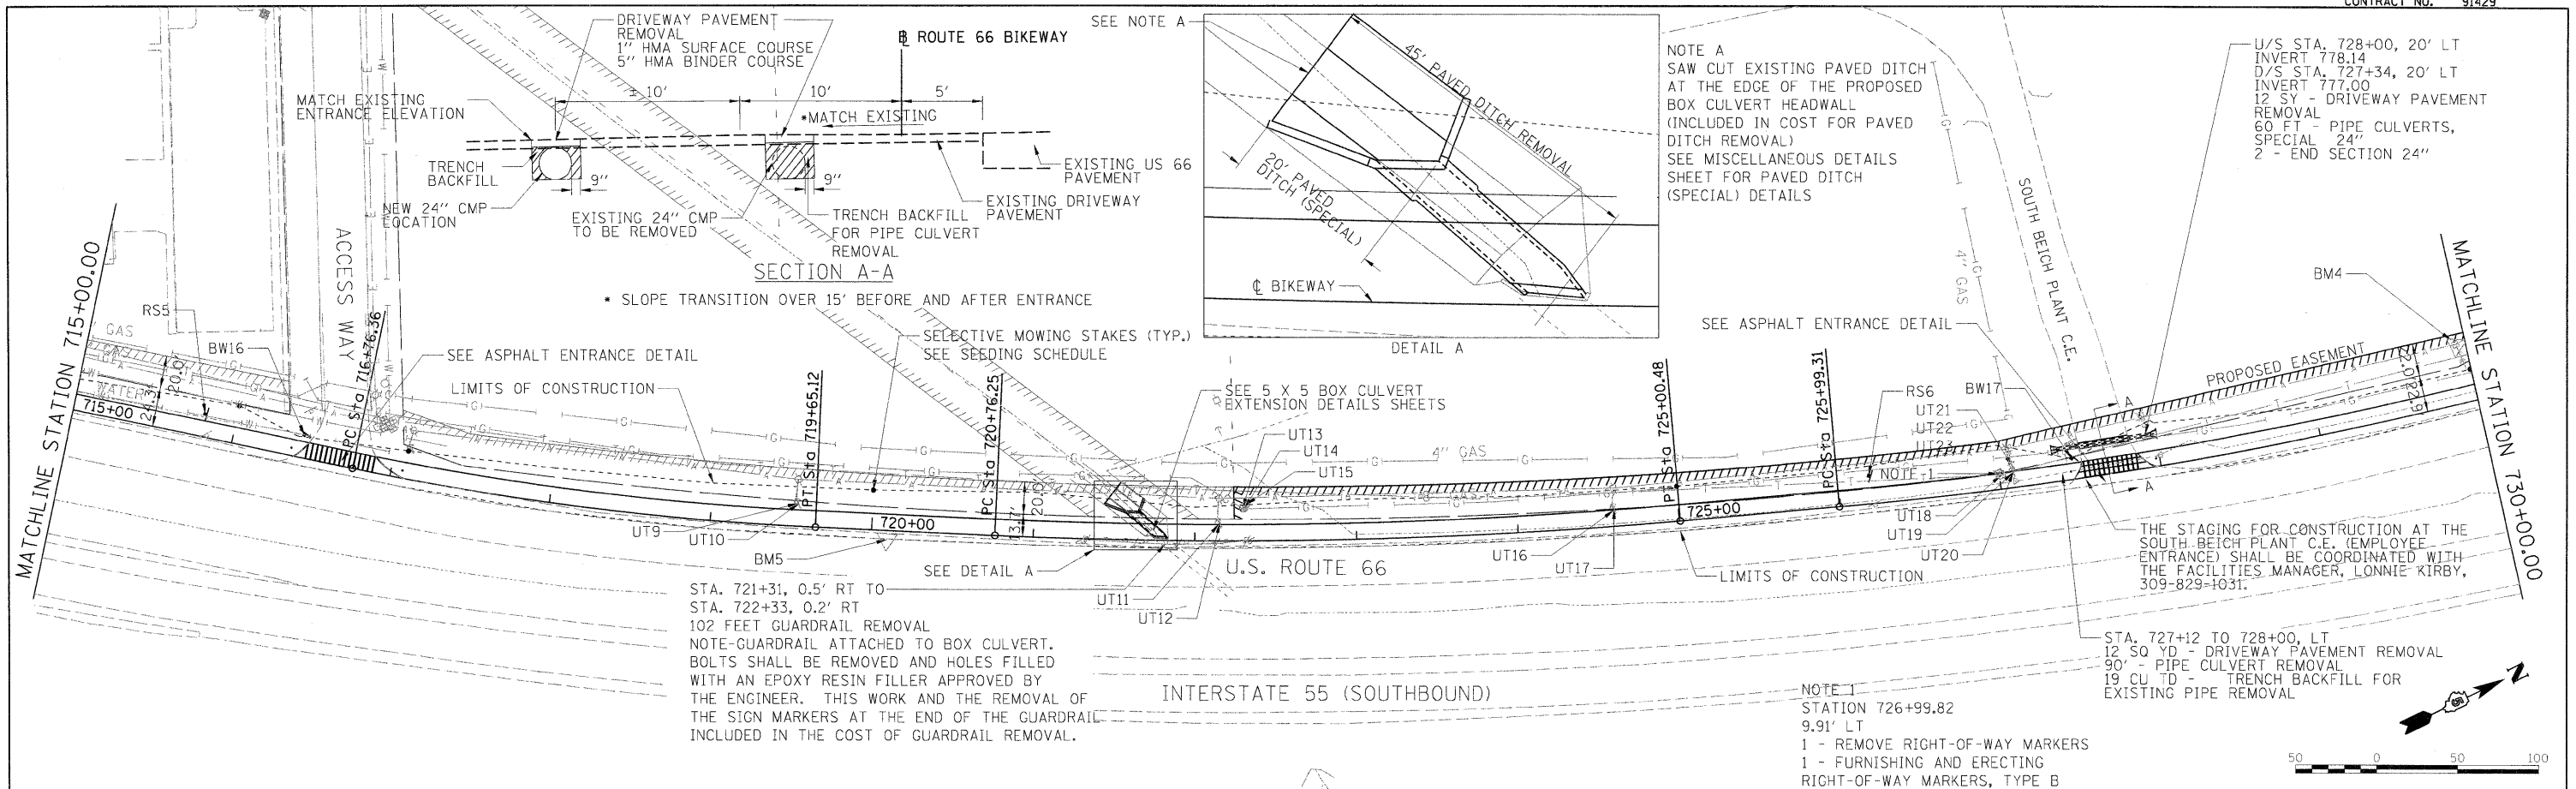 CONTRACT NO. 91429
DRIVEWAY PAVEMENT
REMOVAL
1" HMA SURFACE COURSE
5" HMA BINDER COURSE
℄ ROUTE 66 BIKEWAY
± 10'
10'
5'
*MATCH EXISTING
MATCH EXISTING
ENTRANCE ELEVATION
TRENCH
BACKFILL
9"
9"
NEW 24" CMP
LOCATION
EXISTING 24" CMP
TO BE REMOVED
TRENCH BACKFILL
FOR PIPE CULVERT
REMOVAL
EXISTING DRIVEWAY
PAVEMENT
EXISTING US 66
PAVEMENT
SECTION A-A
* SLOPE TRANSITION OVER 15' BEFORE AND AFTER ENTRANCE
SEE NOTE A
45' PAVED DITCH REMOVAL
20' PAVED
DITCH (SPECIAL)
℄ BIKEWAY
DETAIL A
NOTE A
SAW CUT EXISTING PAVED DITCH
AT THE EDGE OF THE PROPOSED
BOX CULVERT HEADWALL
(INCLUDED IN COST FOR PAVED
DITCH REMOVAL)
SEE MISCELLANEOUS DETAILS
SHEET FOR PAVED DITCH
(SPECIAL) DETAILS
U/S STA. 728+00, 20' LT
INVERT 778.14
D/S STA. 727+34, 20' LT
INVERT 777.00
12 SY - DRIVEWAY PAVEMENT
REMOVAL
60 FT - PIPE CULVERTS,
SPECIAL 24"
2 - END SECTION 24"
SOUTH BEICH PLANT C.E.
4" GAS
MATCHLINE STATION 715+00.00
RS5
GAS
WATER
715+00
20.0'
BW16
ACCESS WAY
PC Sta 716+76.36
SEE ASPHALT ENTRANCE DETAIL
LIMITS OF CONSTRUCTION
SELECTIVE MOWING STAKES (TYP.)
SEE SEEDING SCHEDULE
PT Sta 719+65.12
PC Sta 720+76.25
UT9
UT10
720+00
BM5
13.7'
20.0'
SEE 5 X 5 BOX CULVERT
EXTENSION DETAILS SHEETS
UT13
UT14
UT15
4" GAS
SEE DETAIL A
UT11
UT12
U.S. ROUTE 66
STA. 721+31, 0.5' RT TO
STA. 722+33, 0.2' RT
102 FEET GUARDRAIL REMOVAL
NOTE-GUARDRAIL ATTACHED TO BOX CULVERT.
BOLTS SHALL BE REMOVED AND HOLES FILLED
WITH AN EPOXY RESIN FILLER APPROVED BY
THE ENGINEER. THIS WORK AND THE REMOVAL OF
THE SIGN MARKERS AT THE END OF THE GUARDRAIL
INCLUDED IN THE COST OF GUARDRAIL REMOVAL.
INTERSTATE 55 (SOUTHBOUND)
UT16
UT17
PT Sta 725+00.48
725+00
PC Sta 725+99.31
LIMITS OF CONSTRUCTION
SEE ASPHALT ENTRANCE DETAIL
RS6
BW17
UT21
UT22
UT23
NOTE 1
UT18
UT19
UT20
A
A
PROPOSED EASEMENT
BM4
MATCHLINE STATION 730+00.00
THE STAGING FOR CONSTRUCTION AT THE
SOUTH BEICH PLANT C.E. (EMPLOYEE
ENTRANCE) SHALL BE COORDINATED WITH
THE FACILITIES MANAGER, LONNIE KIRBY,
309-829-1031.
STA. 727+12 TO 728+00, LT
12 SQ YD - DRIVEWAY PAVEMENT REMOVAL
90' - PIPE CULVERT REMOVAL
19 CU TD - TRENCH BACKFILL FOR
EXISTING PIPE REMOVAL
NOTE 1
STATION 726+99.82
9.91' LT
1 - REMOVE RIGHT-OF-WAY MARKERS
1 - FURNISHING AND ERECTING
RIGHT-OF-WAY MARKERS, TYPE B
N
50 0 50 100